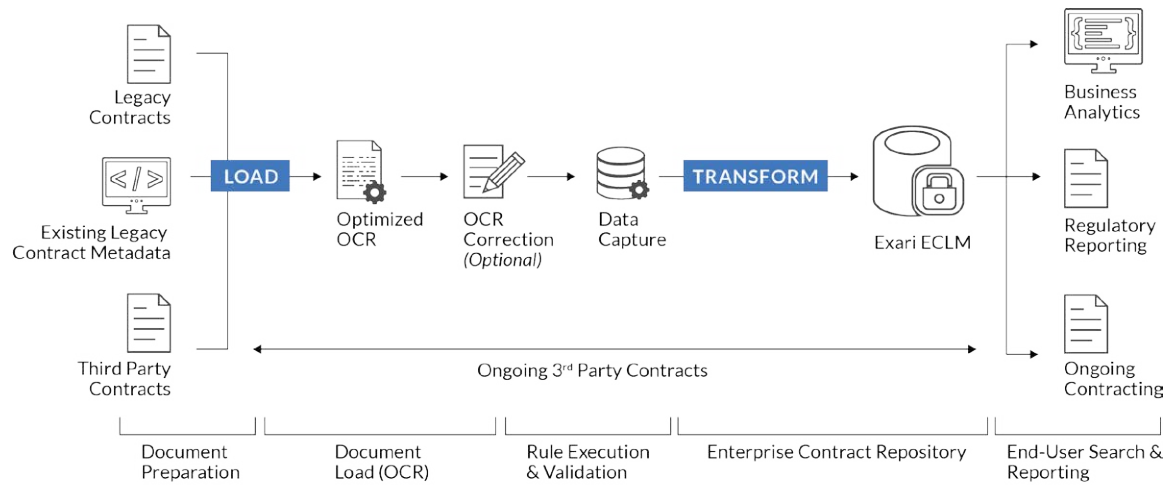 Legacy
Contracts
</>
Existing Legacy
Contract Metadata
Third Party
Contracts
LOAD
Optimized
OCR
OCR
Correction
(Optional)
Data
Capture
TRANSFORM
Exari ECLM
{ }
Business
Analytics
Regulatory
Reporting
Ongoing
Contracting
Ongoing 3rd Party Contracts
Document
Preparation
Document
Load (OCR)
Rule Execution
& Validation
Enterprise Contract Repository
End-User Search &
Reporting